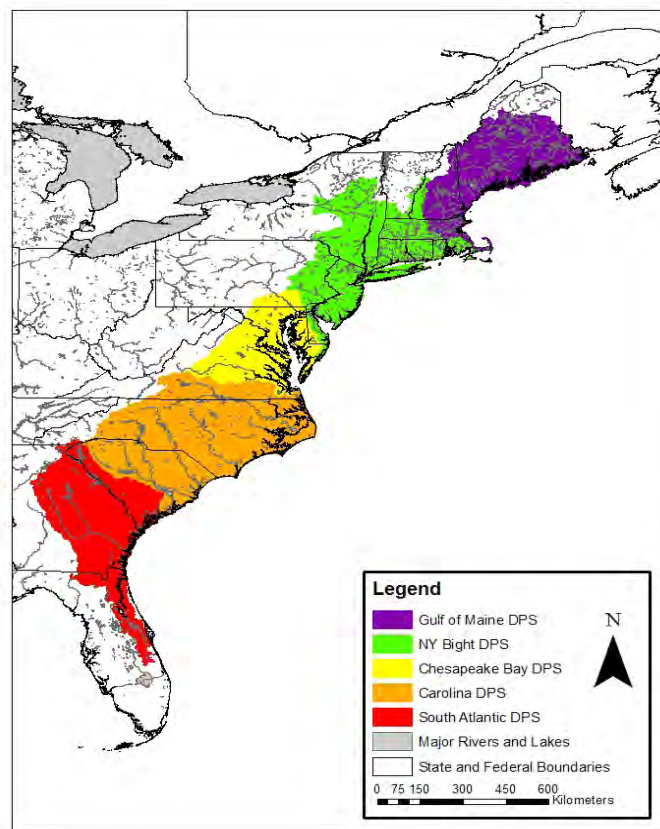 Legend
Gulf of Maine DPS
N
NY Bight DPS
Chesapeake Bay DPS
Carolina DPS
South Atlantic DPS
Major Rivers and Lakes
State and Federal Boundaries
0 75 150 300 450 600
Kilometers